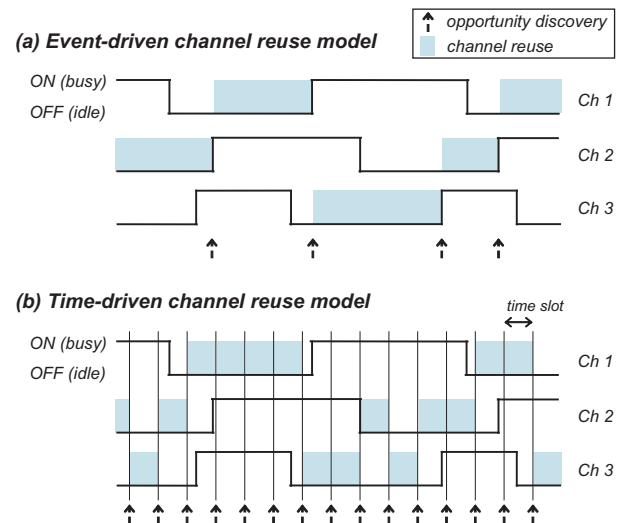 opportunity discovery
channel reuse
(a) Event-driven channel reuse model
ON (busy)
OFF (idle)
Ch 1
Ch 2
Ch 3
(b) Time-driven channel reuse model
time slot
ON (busy)
OFF (idle)
Ch 1
Ch 2
Ch 3